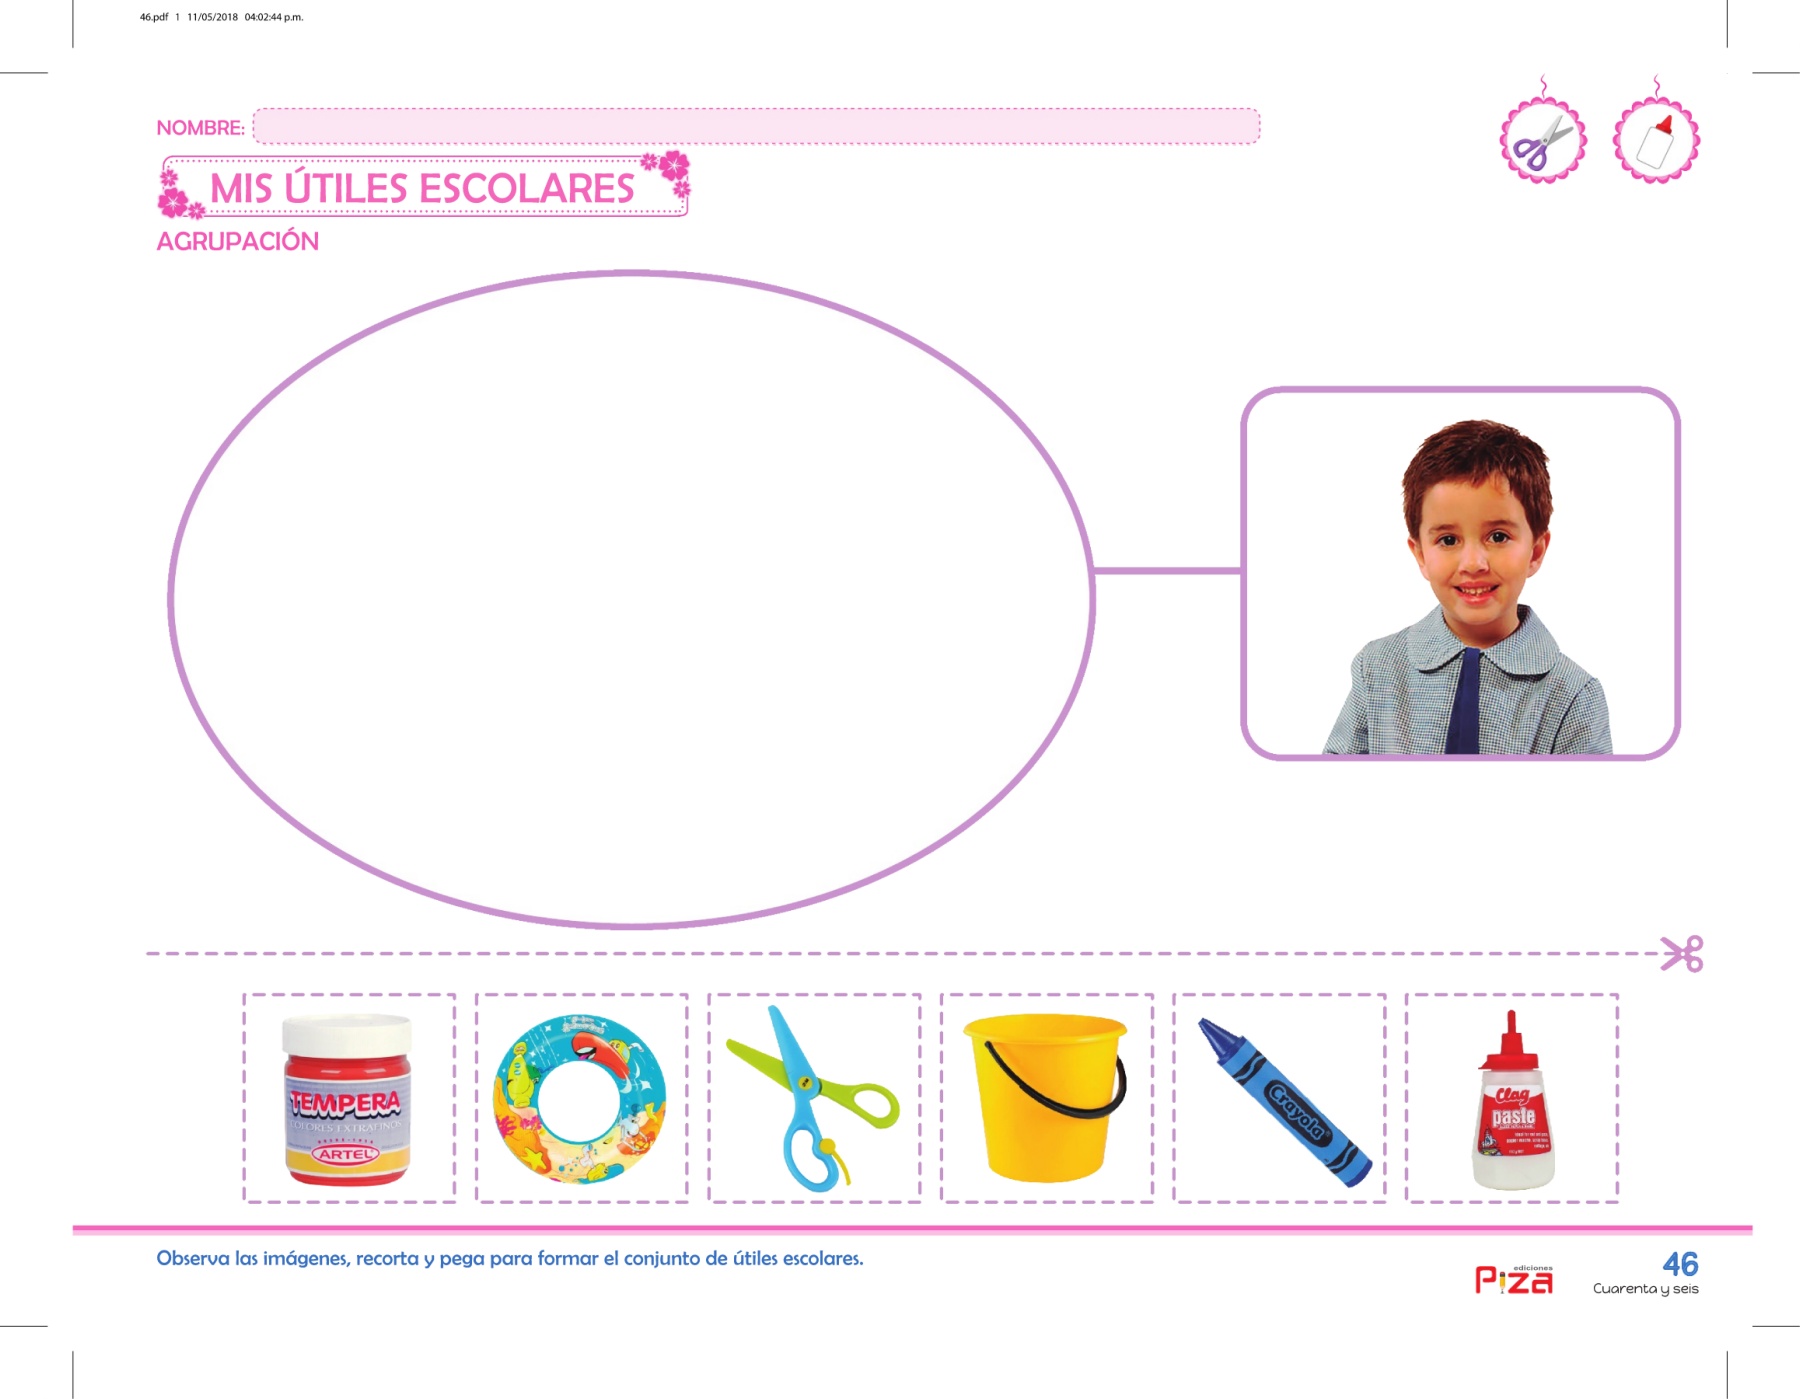 46.pdf 1 11/05/2018 04:02:44 p.m.
NOMBRE:
MIS ÚTILES ESCOLARES
AGRUPACIÓN
TEMPERA
COLORES EXTRAFINOS
ARTEL
Crayola
Clag
paste
Observa las imágenes, recorta y pega para formar el conjunto de útiles escolares.
ediciones
Piza
46
Cuarenta y seis